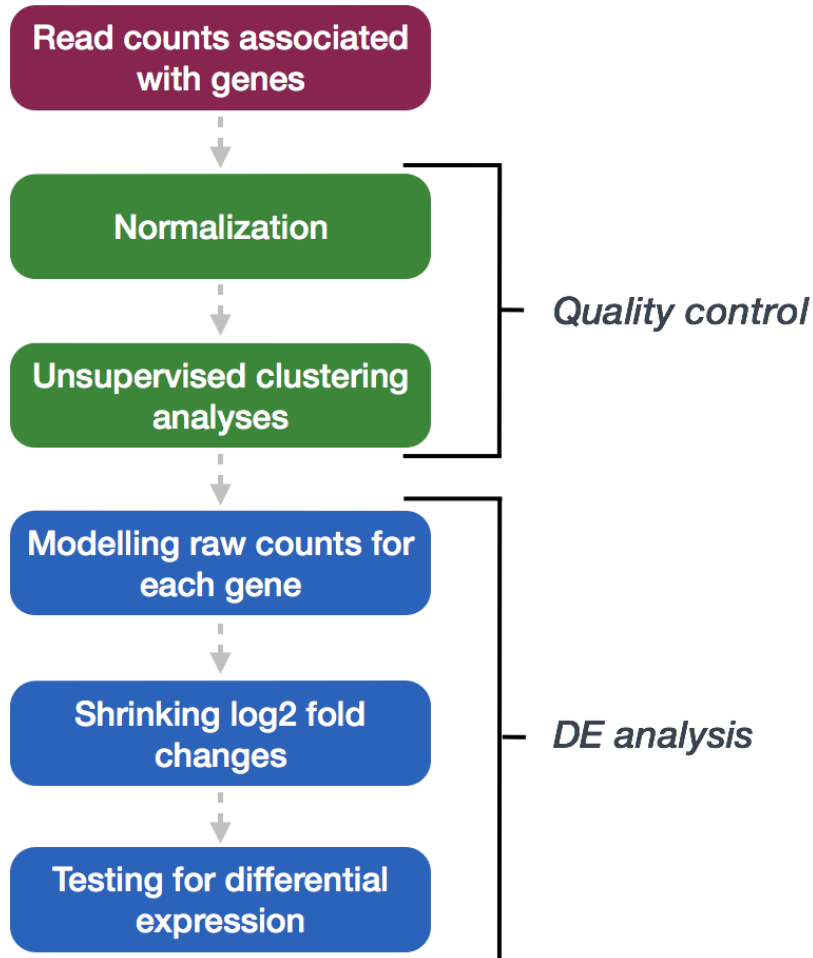 Read counts associated
with genes
Normalization
Quality control
Unsupervised clustering
analyses
Modelling raw counts for
each gene
Shrinking log2 fold
changes
DE analysis
Testing for differential
expression